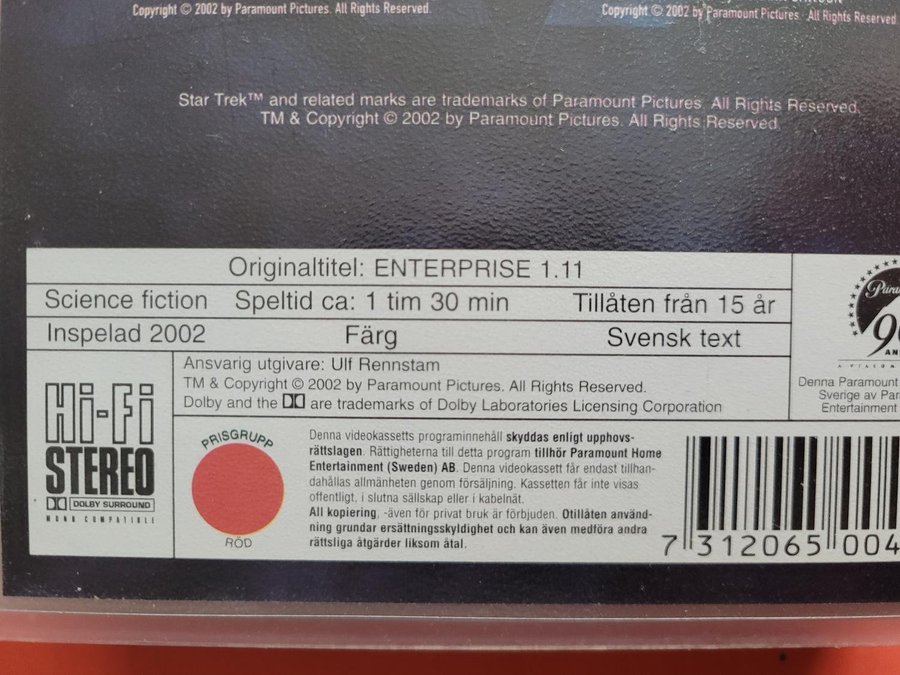 Copyright © 2002 by Paramount Pictures. All Rights Reserved.
Copyright © 2002 by Paramount Pictures. All Rights Reserved
Star Trek™ and related marks are trademarks of Paramount Pictures. All Rights Reserved.
TM & Copyright © 2002 by Paramount Pictures. All Rights Reserved
Originaltitel: ENTERPRISE 1.11
Science fiction Speltid ca: 1 tim 30 min Tillåten från 15 år
Inspelad 2002 Färg Svensk text
Ansvarig utgivare: Ulf Rennstam
TM & Copyright © 2002 by Paramount Pictures. All Rights Reserved.
Dolby and the DD are trademarks of Dolby Laboratories Licensing Corporation
Hi-Fi
STEREO
DOLBY SURROUND
MONO COMPATIBLE
PRISGRUPP
RÖD
Denna videokassetts programinnehåll skyddas enligt upphovs-
rättslagen. Rättigheterna till detta program tillhör Paramount Home
Entertainment (Sweden) AB. Denna videokassett får endast tillhan-
dahållas allmänheten genom försäljning. Kassetten får inte visas
offentligt, i slutna sällskap eller i kabelnät.
All kopiering, -även för privat bruk är förbjuden. Otillåten använd-
ning grundar ersättningsskyldighet och kan även medföra andra
rättsliga åtgärder liksom åtal.
90
AN
A VIACOM
Denna Paramount
Sverige av Par
Entertainment
7 312065 004